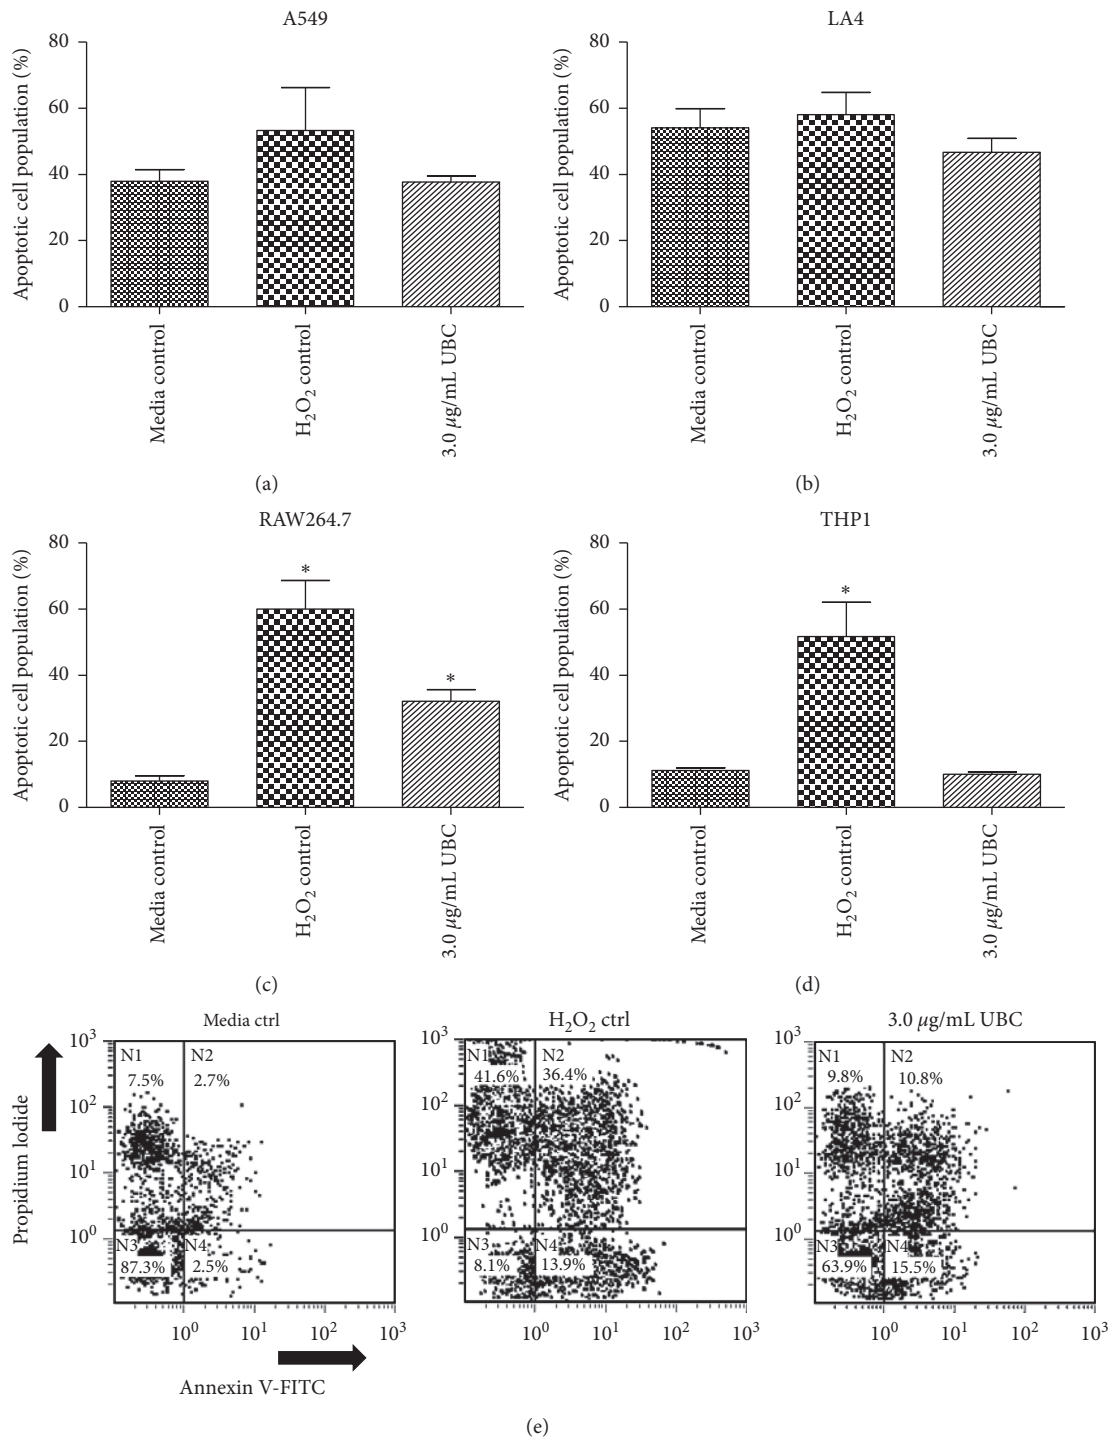 A549
Apoptotic cell population (%)
80
60
40
20
0
Media control
H₂O₂ control
3.0 μg/mL UBC
(a)
LA4
Apoptotic cell population (%)
80
60
40
20
0
Media control
H₂O₂ control
3.0 μg/mL UBC
(b)
RAW264.7
Apoptotic cell population (%)
80
60
40
20
0
*
*
Media control
H₂O₂ control
3.0 μg/mL UBC
(c)
THP1
Apoptotic cell population (%)
80
60
40
20
0
*
Media control
H₂O₂ control
3.0 μg/mL UBC
(d)
Propidium Iodide
Media ctrl
10³
10²
10¹
10⁰
N1
7.5%
N2
2.7%
N3
87.3%
N4
2.5%
10⁰ 10¹ 10² 10³
Annexin V-FITC
H₂O₂ ctrl
10³
10²
10¹
10⁰
N1
41.6%
N2
36.4%
N3
8.1%
N4
13.9%
10⁰ 10¹ 10² 10³
3.0 μg/mL UBC
10³
10²
10¹
10⁰
N1
9.8%
N2
10.8%
N3
63.9%
N4
15.5%
10⁰ 10¹ 10² 10³
(e)